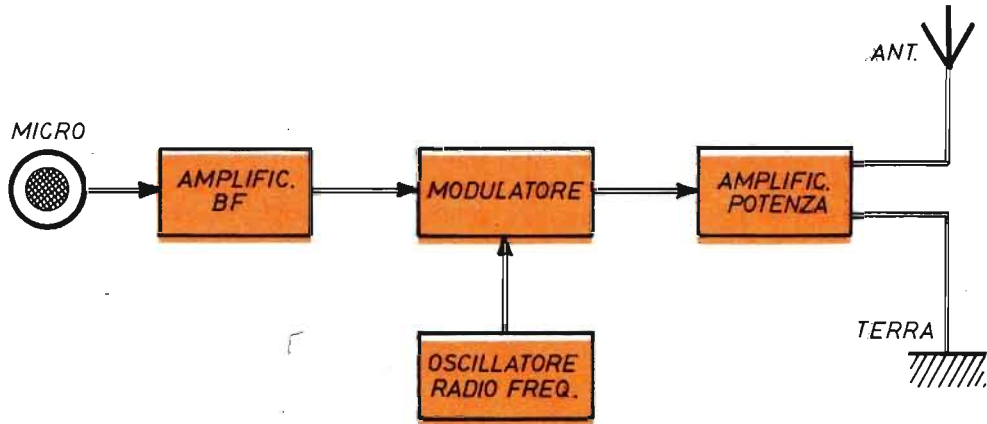 ANT.
MICRO
AMPLIFIC.
BF
MODULATORE
AMPLIFIC.
POTENZA
TERRA
OSCILLATORE
RADIO FREQ.